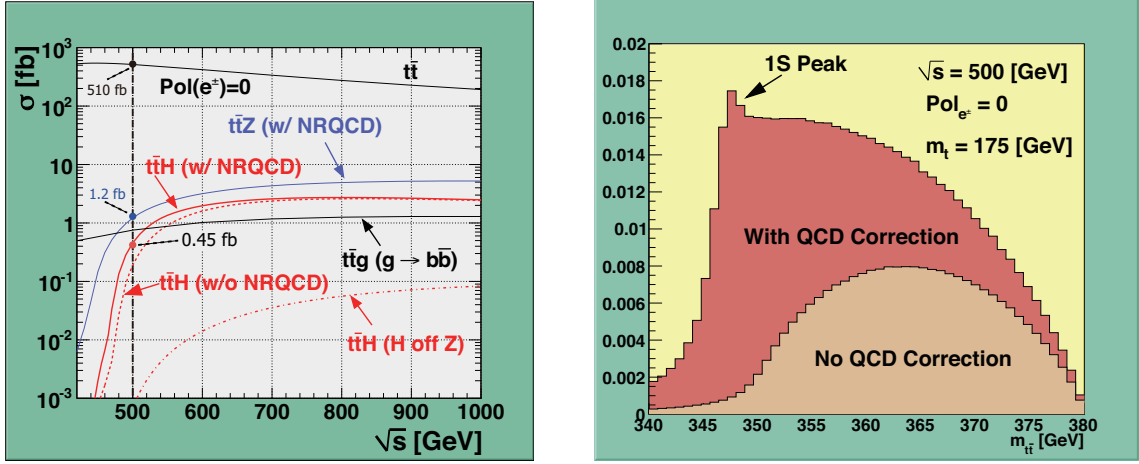 σ [fb]
10³
10²
10
1
10⁻¹
10⁻²
10⁻³
510 fb
Pol(e±)=0
tt̄
tt̄Z (w/ NRQCD)
tt̄H (w/ NRQCD)
1.2 fb
0.45 fb
tt̄g (g → bb̄)
tt̄H (w/o NRQCD)
tt̄H (H off Z)
500 600 700 800 900 1000
√s [GeV]
0.02
0.018
0.016
0.014
0.012
0.01
0.008
0.006
0.004
0.002
0
1S Peak
√s = 500 [GeV]
Pol_e± = 0
m_t = 175 [GeV]
With QCD Correction
No QCD Correction
340 345 350 355 360 365 370 375 380
m_tt̄ [GeV]